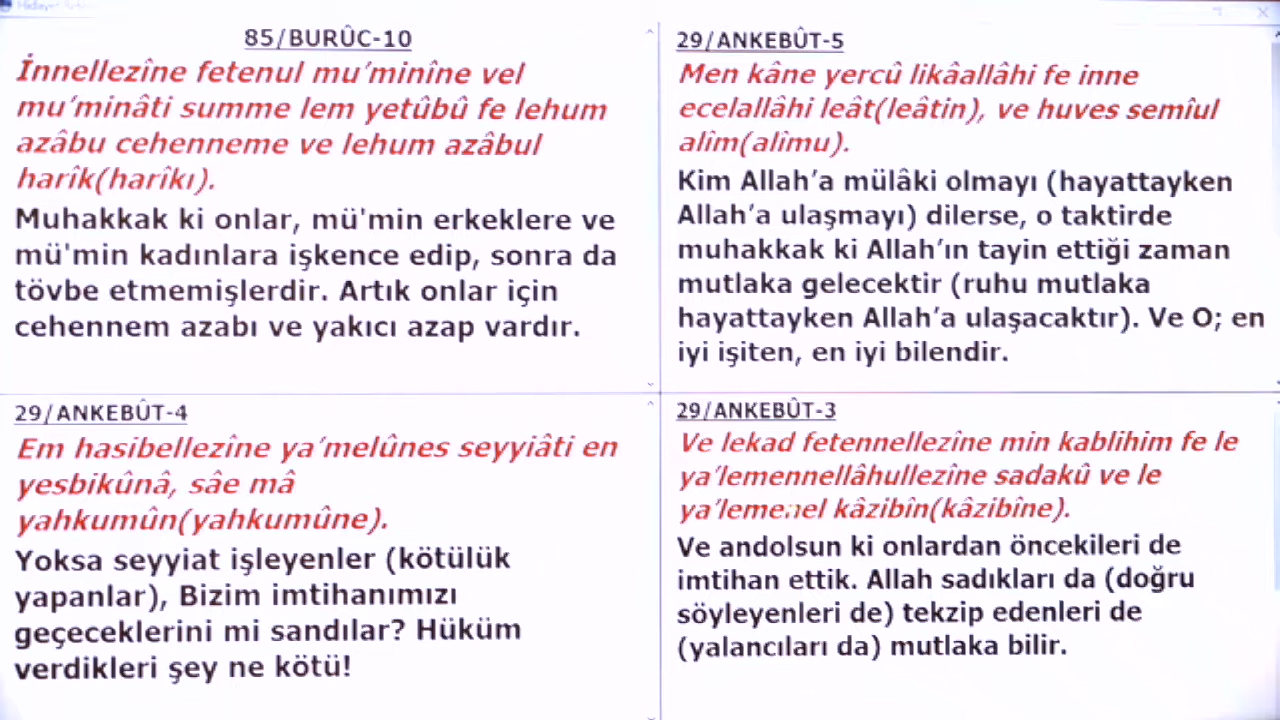 85/BURÛC-10
İnnellezîne fetenul mu’minîne vel
mu’minâti summe lem yetûbû fe lehum
azâbu cehenneme ve lehum azâbul
harîk(harîkı).
Muhakkak ki onlar, mü'min erkeklere ve
mü'min kadınlara işkence edip, sonra da
tövbe etmemişlerdir. Artık onlar için
cehennem azabı ve yakıcı azap vardır.
29/ANKEBÛT-5
Men kâne yercû likâallâhi fe inne
ecelallâhi leât(leâtin), ve huves semîul
alîm(alîmu).
Kim Allah’a mülâki olmayı (hayattayken
Allah’a ulaşmayı) dilerse, o taktirde
muhakkak ki Allah’ın tayin ettiği zaman
mutlaka gelecektir (ruhu mutlaka
hayattayken Allah’a ulaşacaktır). Ve O; en
iyi işiten, en iyi bilendir.
29/ANKEBÛT-4
Em hasibellezîne ya’melûnes seyyiâti en
yesbikûnâ, sâe mâ
yahkumûn(yahkumûne).
Yoksa seyyiat işleyenler (kötülük
yapanlar), Bizim imtihanımızı
geçeceklerini mi sandılar? Hüküm
verdikleri şey ne kötü!
29/ANKEBÛT-3
Ve lekad fetennellezîne min kablihim fe le
ya’lemennellâhullezîne sadakû ve le
ya’lemenel kâzibîn(kâzibîne).
Ve andolsun ki onlardan öncekileri de
imtihan ettik. Allah sadıkları da (doğru
söyleyenleri de) tekzip edenleri de
(yalancıları da) mutlaka bilir.